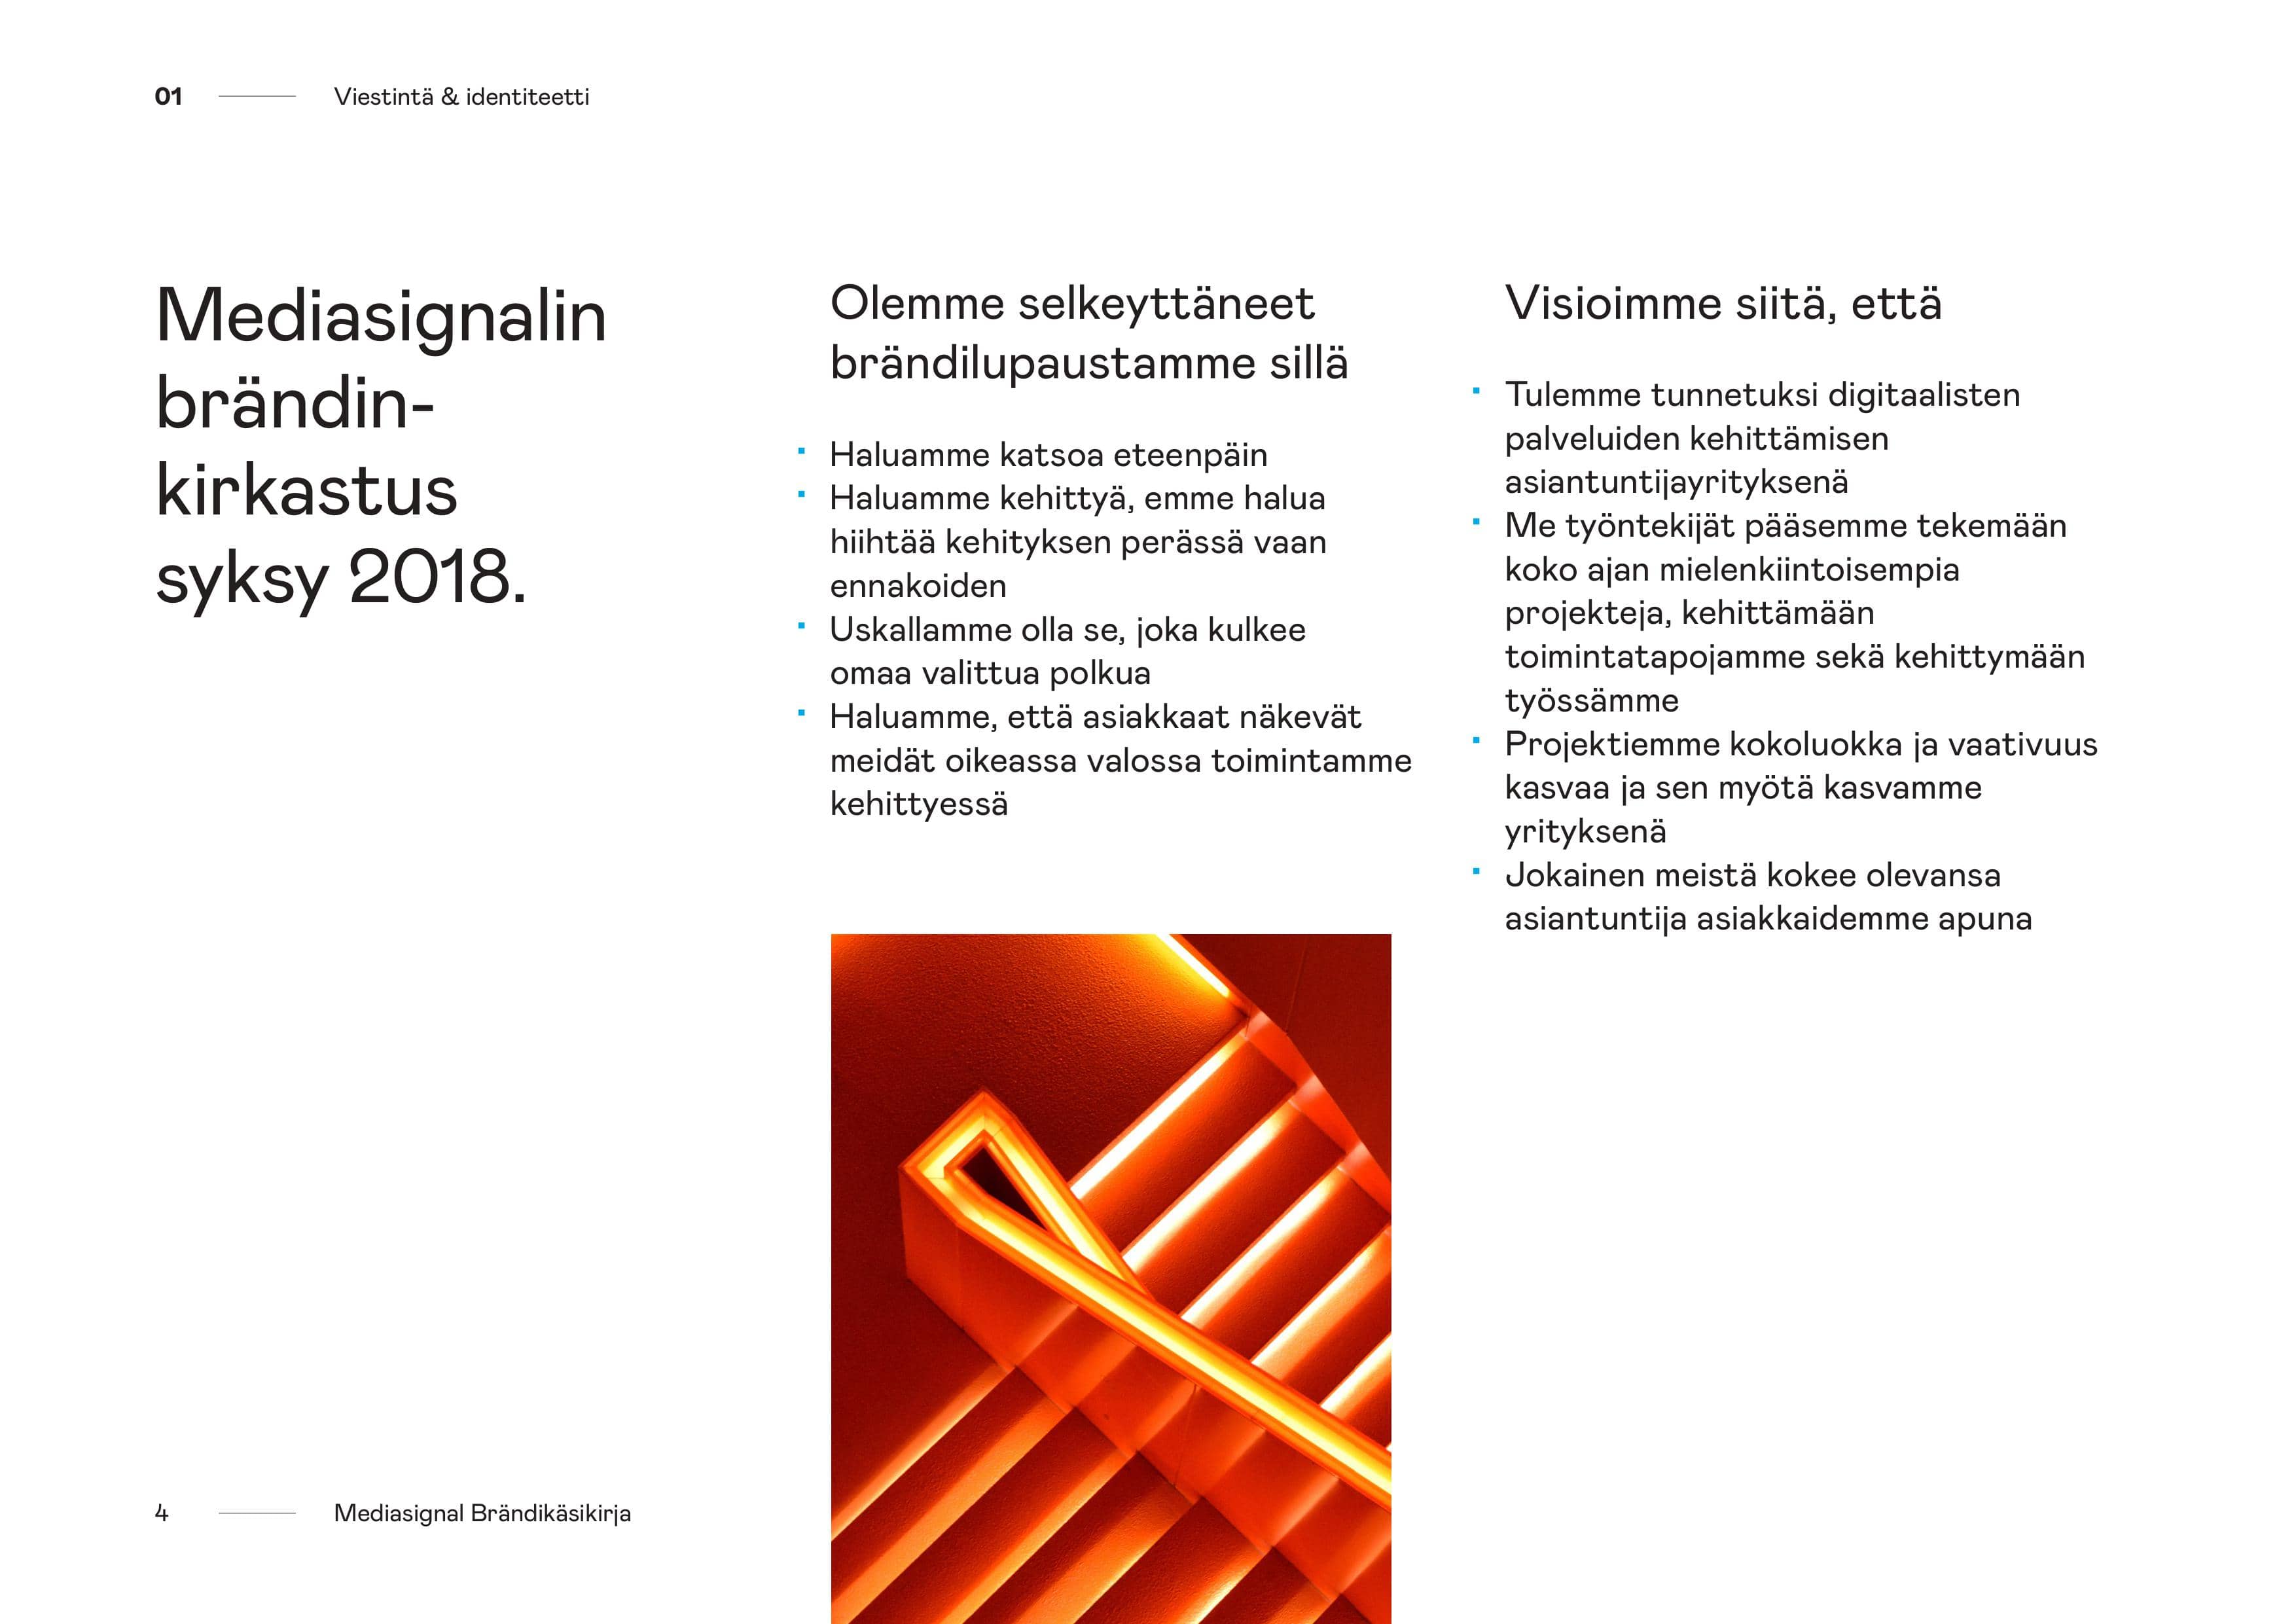 01 Viestintä & identiteetti
Mediasignalin
brändin-
kirkastus
syksy 2018.
Olemme selkeyttäneet
brändilupaustamme sillä
Haluamme katsoa eteenpäin
Haluamme kehittyä, emme halua
hiihtää kehityksen perässä vaan
ennakoiden
Uskallamme olla se, joka kulkee
omaa valittua polkua
Haluamme, että asiakkaat näkevät
meidät oikeassa valossa toimintamme
kehittyessä
Visioimme siitä, että
Tulemme tunnetuksi digitaalisten
palveluiden kehittämisen
asiantuntijayrityksenä
Me työntekijät pääsemme tekemään
koko ajan mielenkiintoisempia
projekteja, kehittämään
toimintatapojamme sekä kehittymään
työssämme
Projektiemme kokoluokka ja vaativuus
kasvaa ja sen myötä kasvamme
yrityksenä
Jokainen meistä kokee olevansa
asiantuntija asiakkaidemme apuna
4 Mediasignal Brändikäsikirja